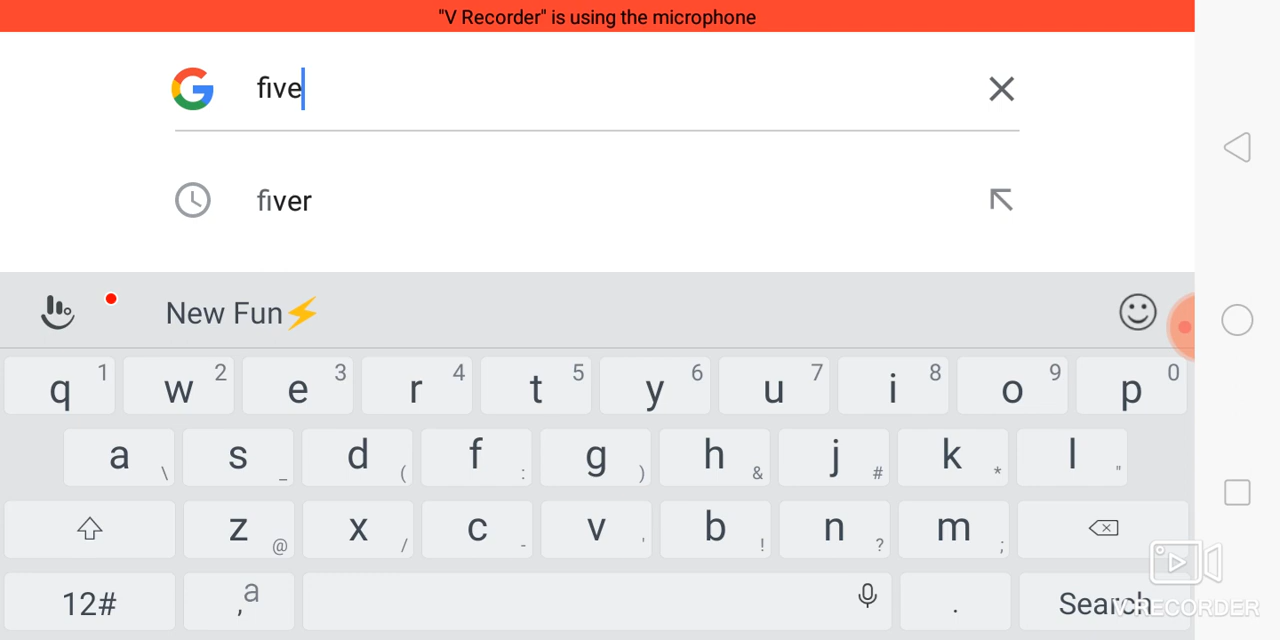 "V Recorder" is using the microphone
five
fiver
New Fun⚡
q 1 w 2 e 3 r 4 t 5 y 6 u 7 i 8 o 9 p 0
a \ s _ d ( f : g ) h & j # k * l "
z @ x / c - v ' b ! n ? m ;
12# , a . Search
V RECORDER